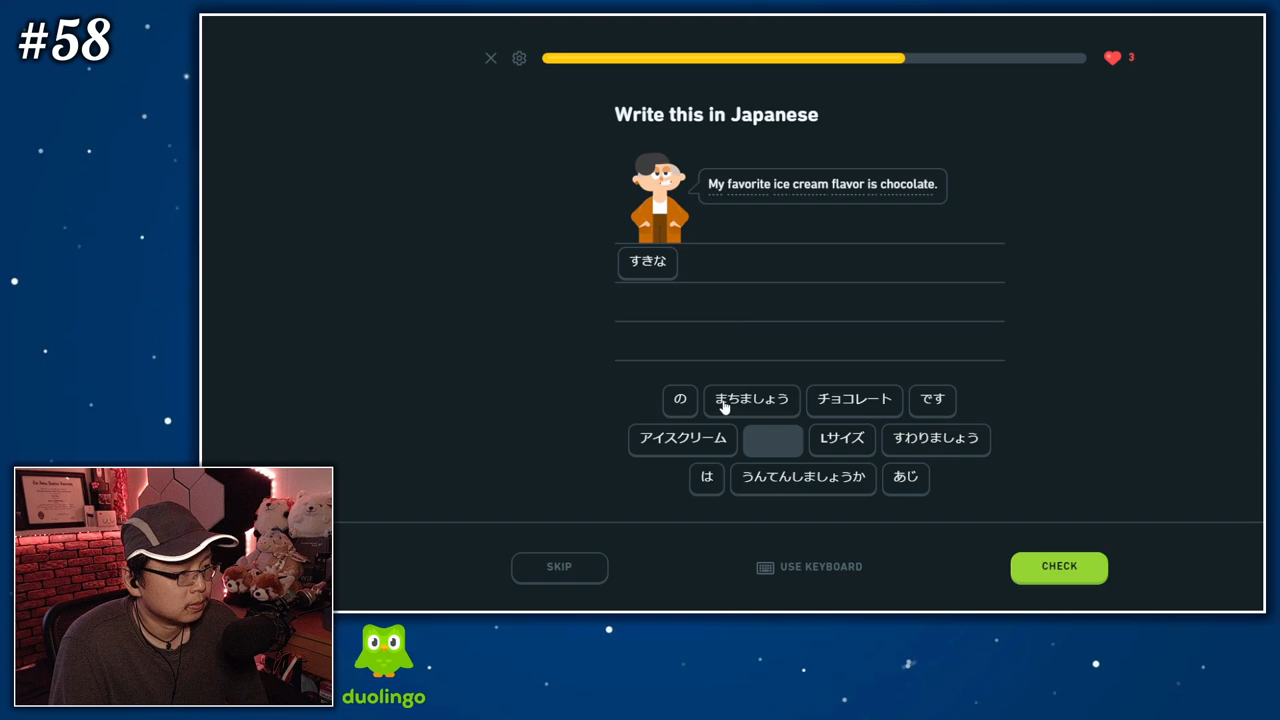 #58
3
Write this in Japanese
My favorite ice cream flavor is chocolate.
すきな
の まちましょう チョコレート です
アイスクリーム Lサイズ すわりましょう
は うんてんしましょうか あじ
SKIP USE KEYBOARD CHECK
duolingo